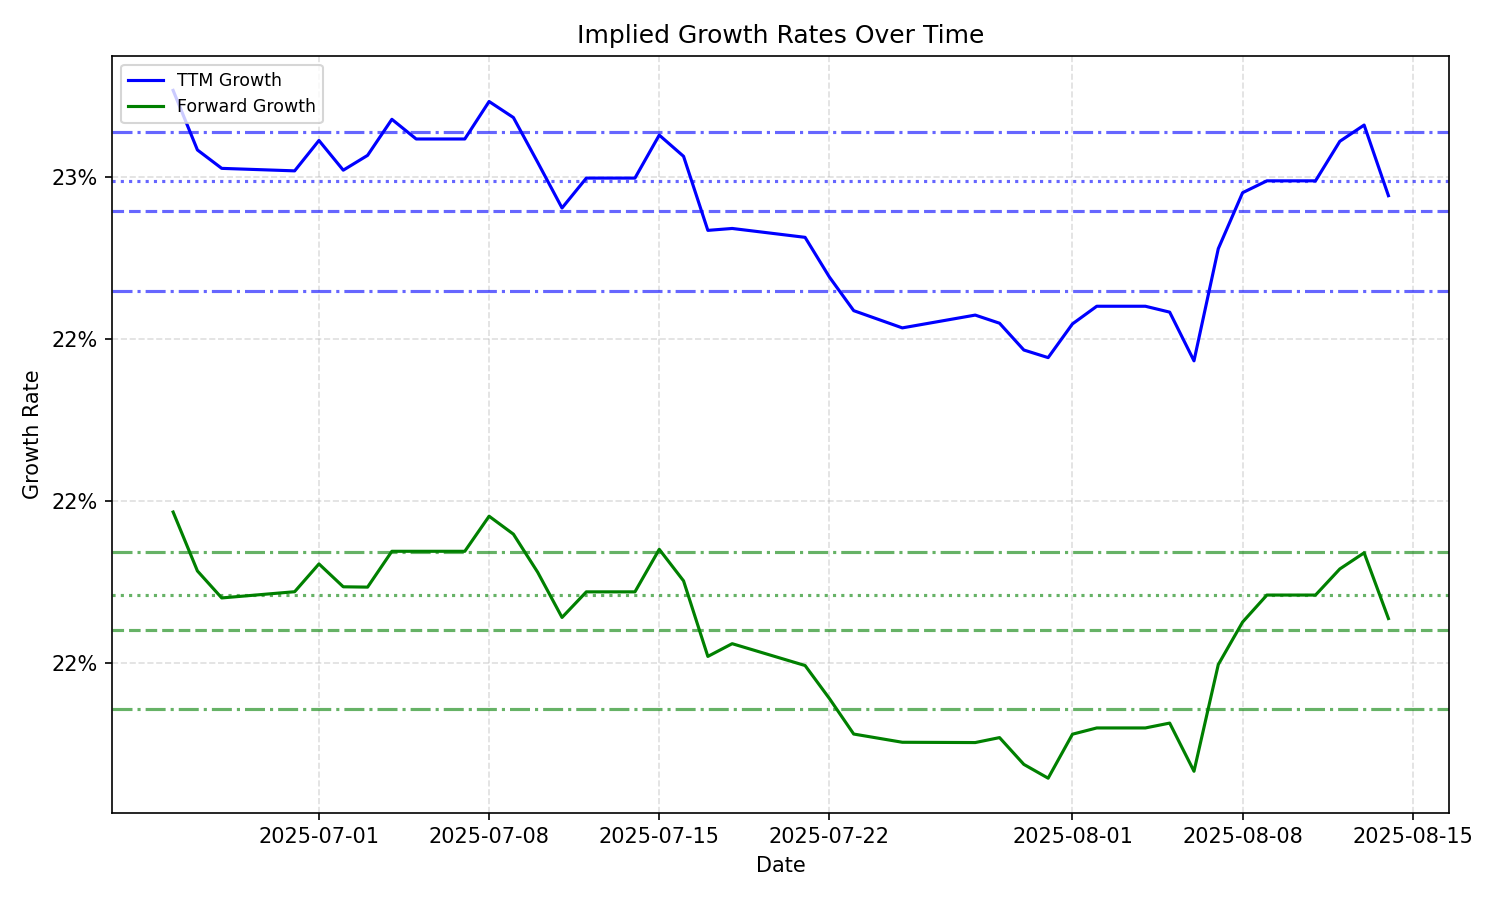 Implied Growth Rates Over Time
TTM Growth
Forward Growth
23%
22%
22%
22%
Growth Rate
2025-07-01
2025-07-08
2025-07-15
2025-07-22
2025-08-01
2025-08-08
2025-08-15
Date